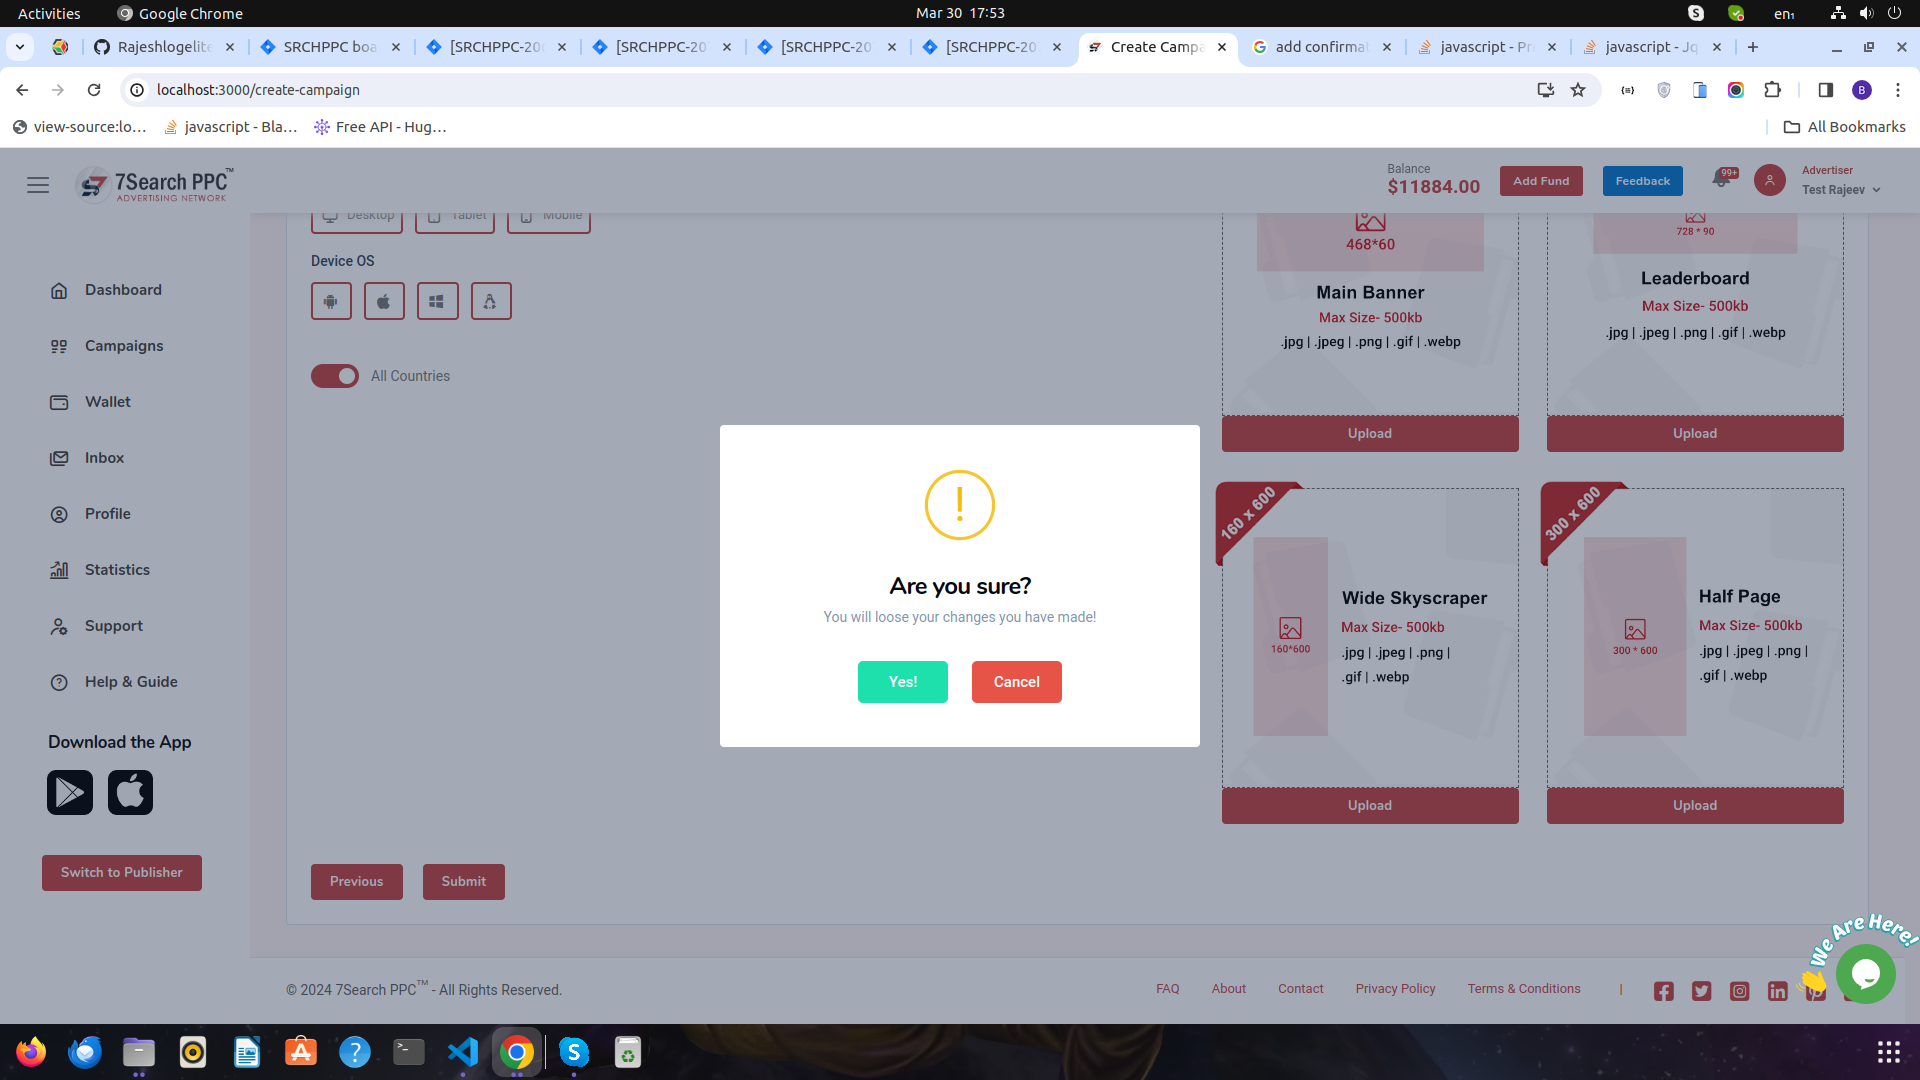 Activities
Google Chrome
Mar 30 17:53
en₁
Rajeshlogelite
SRCHPPC boa
[SRCHPPC-20
[SRCHPPC-20
[SRCHPPC-20
[SRCHPPC-20
Create Campa
add confirmat
javascript - Pr
javascript - Jq
localhost:3000/create-campaign
B
view-source:lo...
javascript - Bla...
Free API - Hug...
All Bookmarks
7Search PPC™
ADVERTISING NETWORK
Balance
$11884.00
Add Fund
Feedback
99+
Advertiser
Test Rajeev
Dashboard
Campaigns
Wallet
Inbox
Profile
Statistics
Support
Help & Guide
Download the App
Switch to Publisher
Desktop
Tablet
Mobile
Device OS
All Countries
468*60
Main Banner
Max Size- 500kb
.jpg | .jpeg | .png | .gif | .webp
Upload
728 * 90
Leaderboard
Max Size- 500kb
.jpg | .jpeg | .png | .gif | .webp
Upload
160 x 600
160*600
Wide Skyscraper
Max Size- 500kb
.jpg | .jpeg | .png |
.gif | .webp
Upload
300 x 600
300 * 600
Half Page
Max Size- 500kb
.jpg | .jpeg | .png |
.gif | .webp
Upload
Are you sure?
You will loose your changes you have made!
Yes!
Cancel
Previous
Submit
We Are Here!
© 2024 7Search PPC™ - All Rights Reserved.
FAQ
About
Contact
Privacy Policy
Terms & Conditions
|